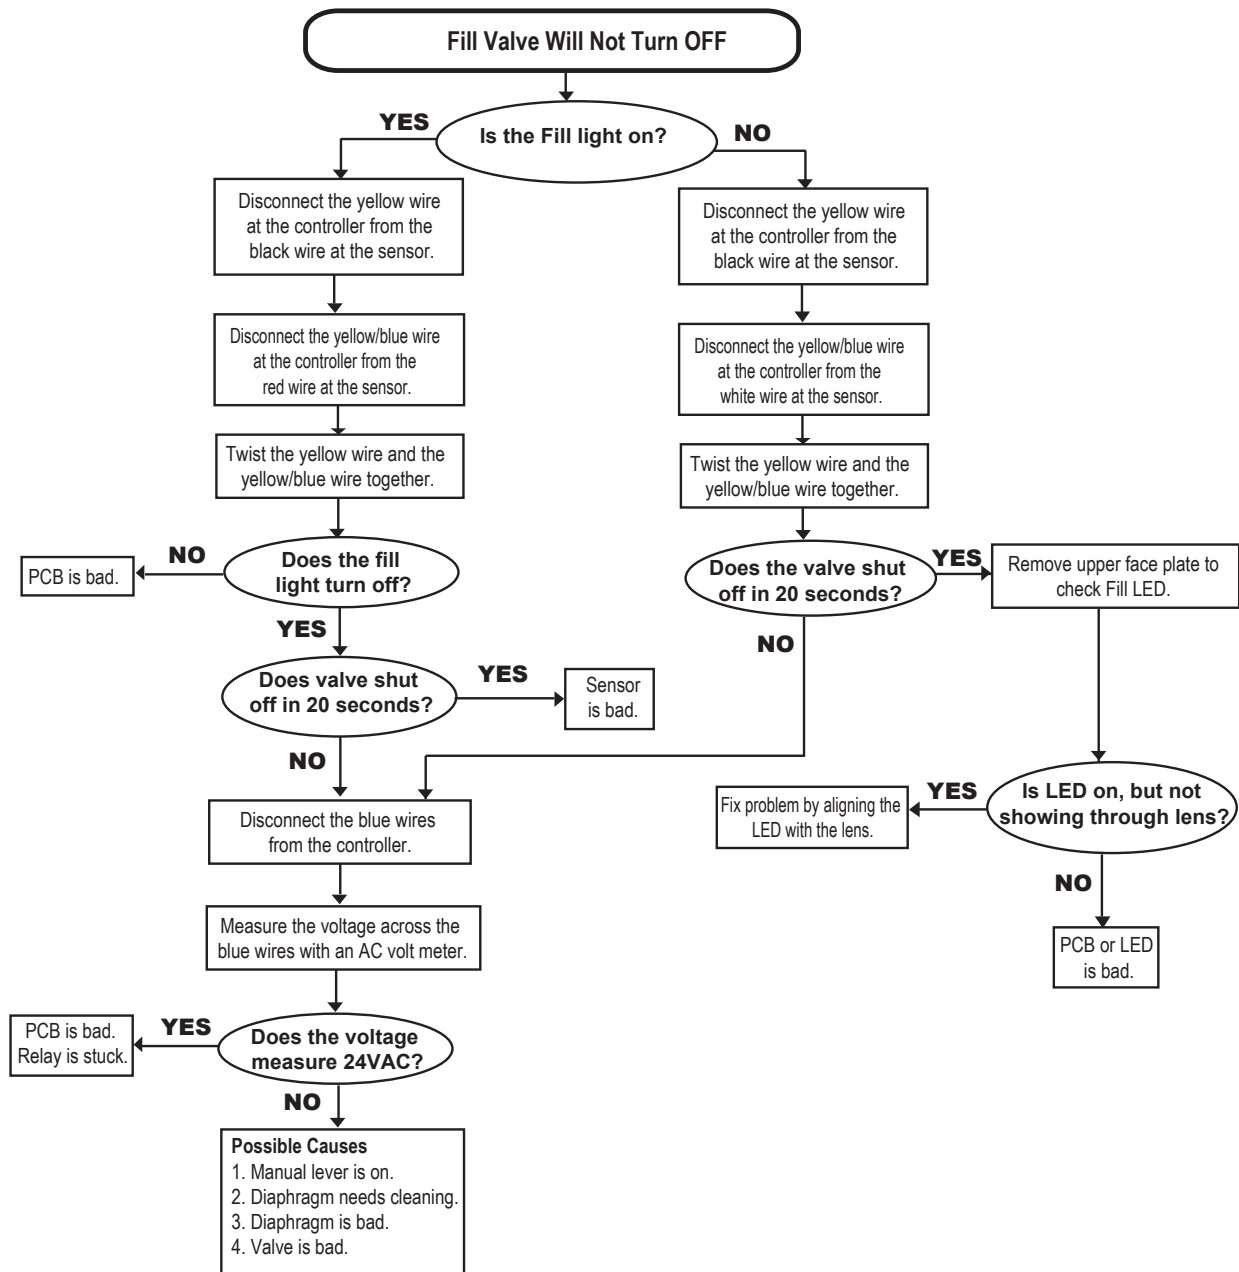 Fill Valve Will Not Turn OFF
Is the Fill light on?
YES
NO
Disconnect the yellow wire
at the controller from the
black wire at the sensor.
Disconnect the yellow/blue wire
at the controller from the
red wire at the sensor.
Twist the yellow wire and the
yellow/blue wire together.
Does the fill
light turn off?
NO
PCB is bad.
YES
Does valve shut
off in 20 seconds?
YES
Sensor
is bad.
NO
Disconnect the blue wires
from the controller.
Measure the voltage across the
blue wires with an AC volt meter.
Does the voltage
measure 24VAC?
YES
PCB is bad.
Relay is stuck.
NO
Possible Causes
1. Manual lever is on.
2. Diaphragm needs cleaning.
3. Diaphragm is bad.
4. Valve is bad.
Disconnect the yellow wire
at the controller from the
black wire at the sensor.
Disconnect the yellow/blue wire
at the controller from the
white wire at the sensor.
Twist the yellow wire and the
yellow/blue wire together.
Does the valve shut
off in 20 seconds?
NO
YES
Remove upper face plate to
check Fill LED.
Is LED on, but not
showing through lens?
YES
Fix problem by aligning the
LED with the lens.
NO
PCB or LED
is bad.